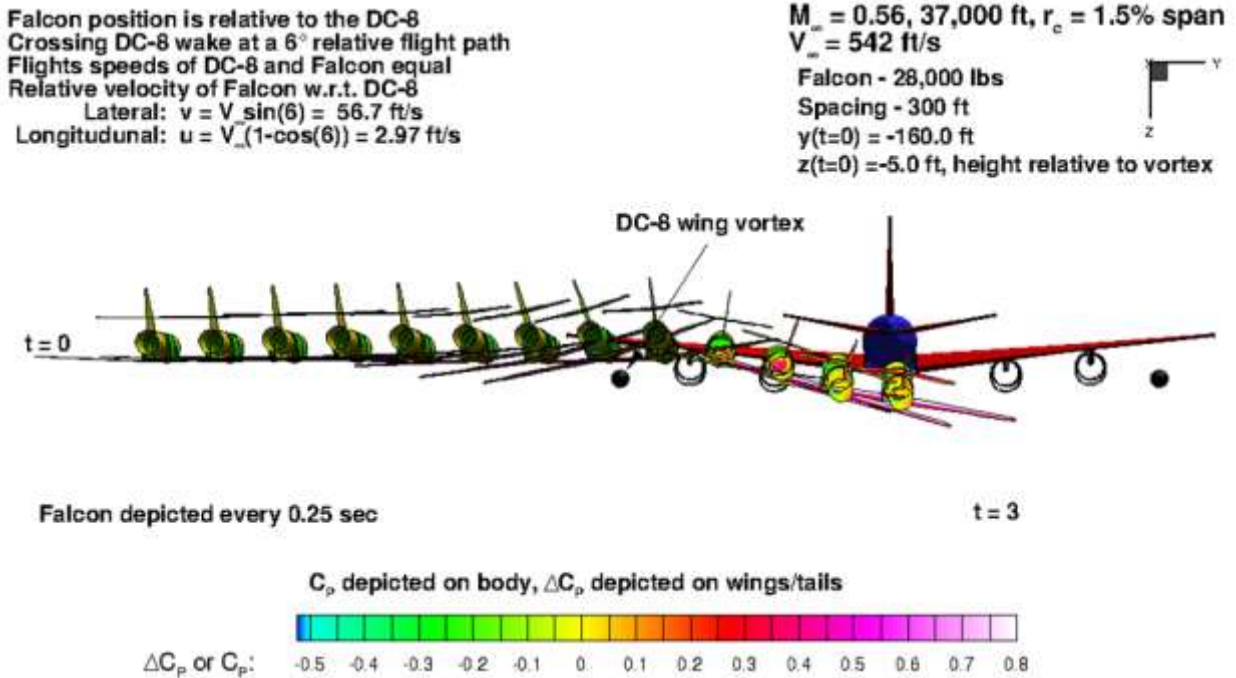 Falcon position is relative to the DC-8
Crossing DC-8 wake at a 6° relative flight path
Flights speeds of DC-8 and Falcon equal
Relative velocity of Falcon w.r.t. DC-8
Lateral: v = V∞sin(6) = 56.7 ft/s
Longitudunal: u = V∞(1-cos(6)) = 2.97 ft/s
M∞ = 0.56, 37,000 ft, rc = 1.5% span
V∞ = 542 ft/s
Falcon - 28,000 lbs
Spacing - 300 ft
y(t=0) = -160.0 ft
z(t=0) =-5.0 ft, height relative to vortex
X
Y
Z
DC-8 wing vortex
t = 0
Falcon depicted every 0.25 sec
t = 3
Cp depicted on body, ΔCp depicted on wings/tails
ΔCP or CP: -0.5 -0.4 -0.3 -0.2 -0.1 0. 0.1 0.2 0.3 0.4 0.5 0.6 0.7 0.8